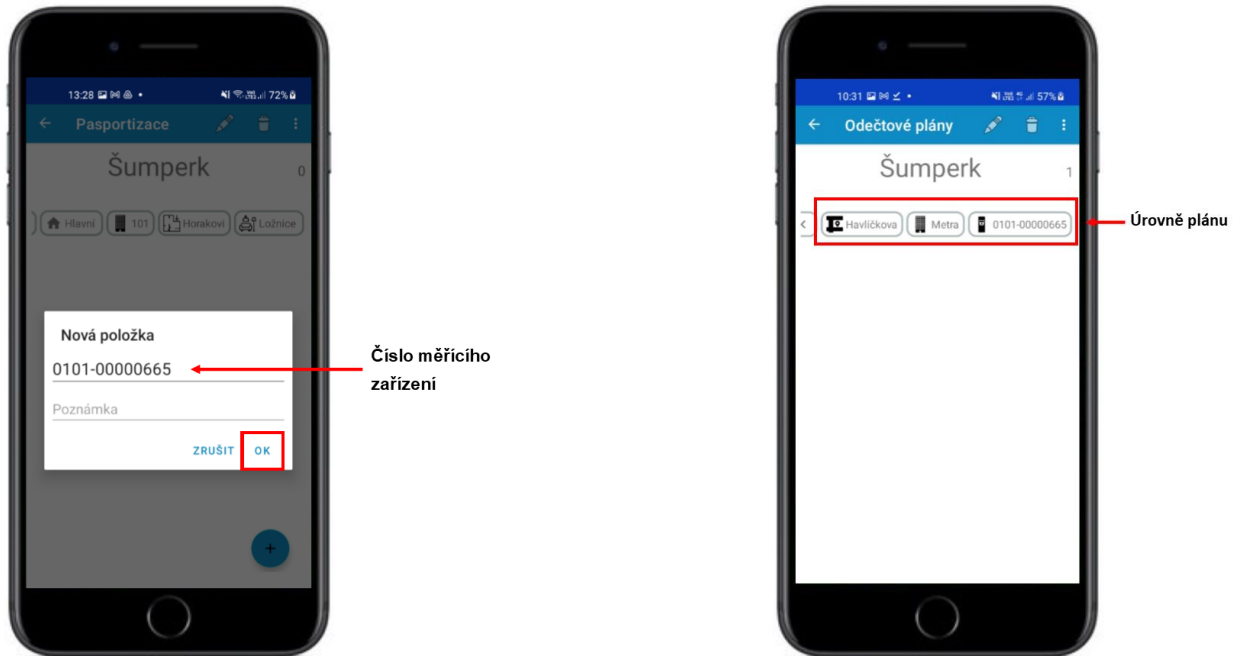 13:28
72%
Pasportizace
Šumperk
0
Hlavní
101
Horakovi
Ložnice
Nová položka
0101-00000665
Poznámka
ZRUŠIT
OK
+
Číslo měřícího
zařízení
10:31
57%
Odečtové plány
Šumperk
1
Havlíčkova
Metra
0101-00000665
Úrovně plánu